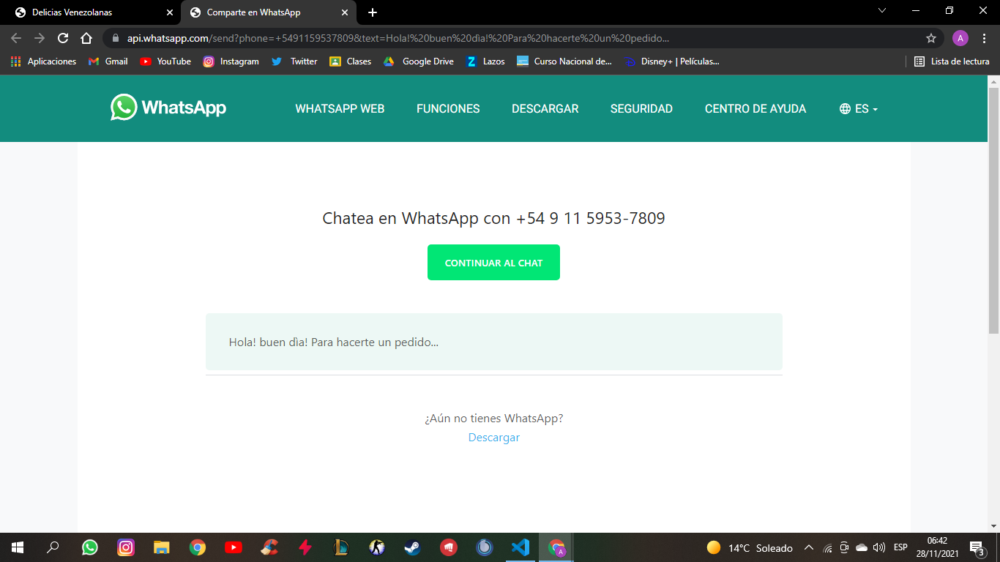 Delicias Venezolanas
Comparte en WhatsApp
api.whatsapp.com/send?phone=+5491159537809&text=Hola!%20buen%20dìa!%20Para%20hacerte%20un%20pedido...
A
Aplicaciones
Gmail
YouTube
Instagram
Twitter
Clases
Google Drive
Lazos
Curso Nacional de...
Disney+ | Películas...
Lista de lectura
WhatsApp
WHATSAPP WEB
FUNCIONES
DESCARGAR
SEGURIDAD
CENTRO DE AYUDA
ES
Chatea en WhatsApp con +54 9 11 5953-7809
CONTINUAR AL CHAT
Hola! buen dìa! Para hacerte un pedido...
¿Aún no tienes WhatsApp?
Descargar
A
14°C Soleado
ESP
06:42
28/11/2021
3